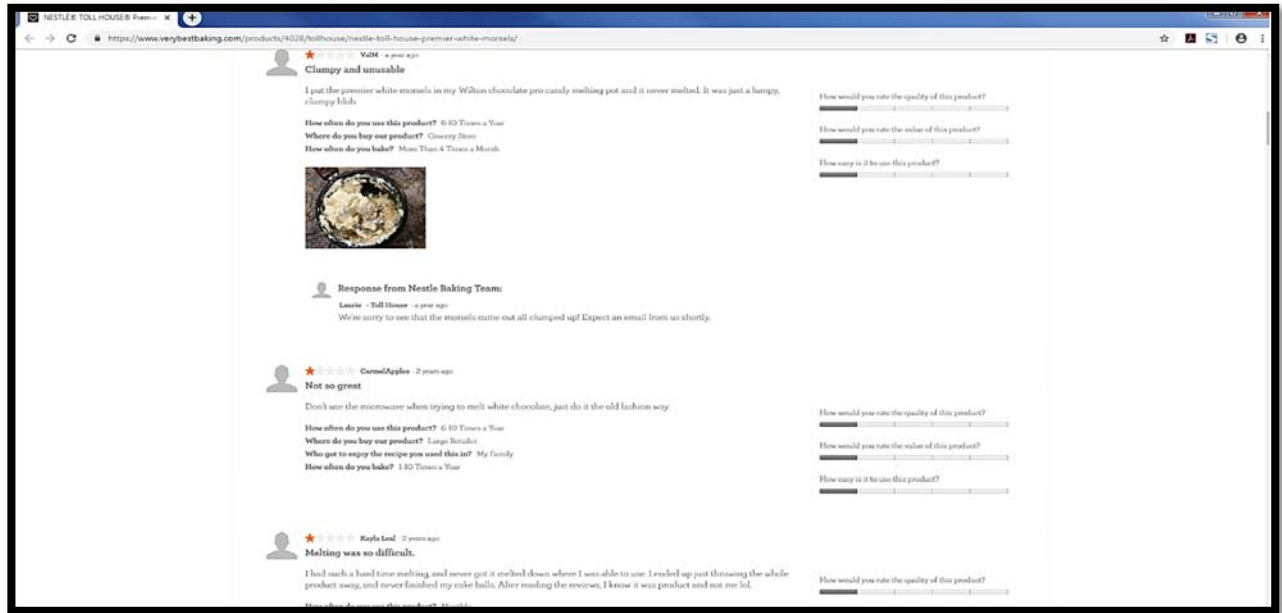 NESTLÉ® TOLL HOUSE® Premi
https://www.verybestbaking.com/products/4028/tollhouse/nestle-toll-house-premier-white-morsels/
ValM · a year ago
Clumpy and unusable
I put the premier white morsels in my Wilton chocolate pro candy melting pot and it never melted. It was just a lumpy,
clumpy blob.
How often do you use this product? 6-10 Times a Year
Where do you buy our product? Grocery Store
How often do you bake? More Than 4 Times a Month
How would you rate the quality of this product?
How would you rate the value of this product?
How easy is it to use this product?
Response from Nestle Baking Team:
Laurie - Toll House · a year ago
We're sorry to see that the morsels came out all clumped up! Expect an email from us shortly.
CarmelApples · 2 years ago
Not so great
Don't use the microwave when trying to melt white chocolate, just do it the old fashion way.
How often do you use this product? 6-10 Times a Year
Where do you buy our product? Large Retailer
Who got to enjoy the recipe you used this in? My Family
How often do you bake? 1-10 Times a Year
How would you rate the quality of this product?
How would you rate the value of this product?
How easy is it to use this product?
Kayla Leal · 2 years ago
Melting was so difficult.
I had such a hard time melting, and never got it melted down where I was able to use. I ended up just throwing the whole
product away, and never finished my cake balls. After reading the reviews, I know it was product and not me lol.
How often do you use this product? Monthly
How would you rate the quality of this product?